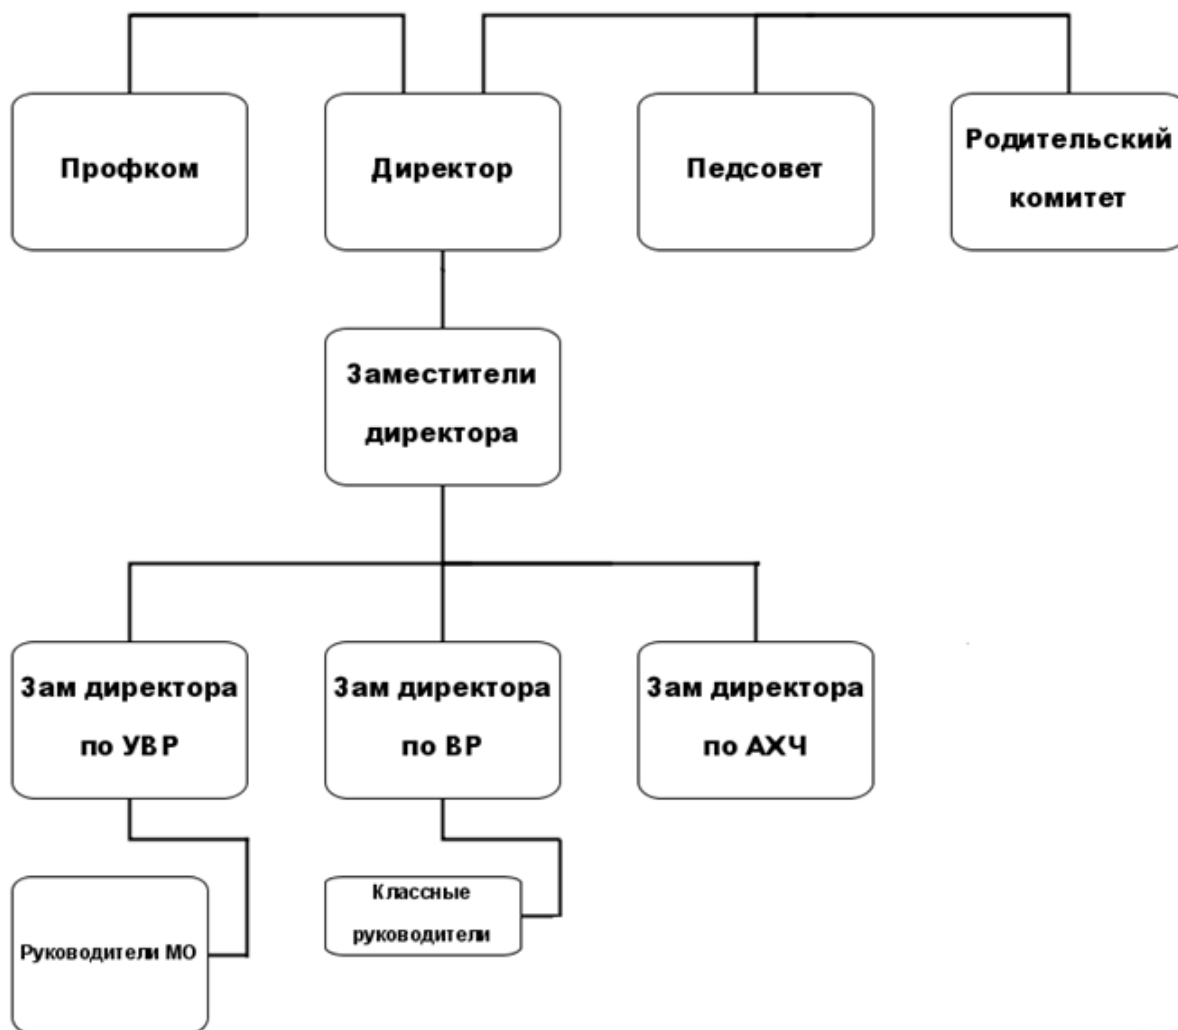 Профком
Директор
Педсовет
Родительский
комитет
Заместители
директора
Зам директора
по УВР
Зам директора
по ВР
Зам директора
по АХЧ
Руководители МО
Классные
руководители